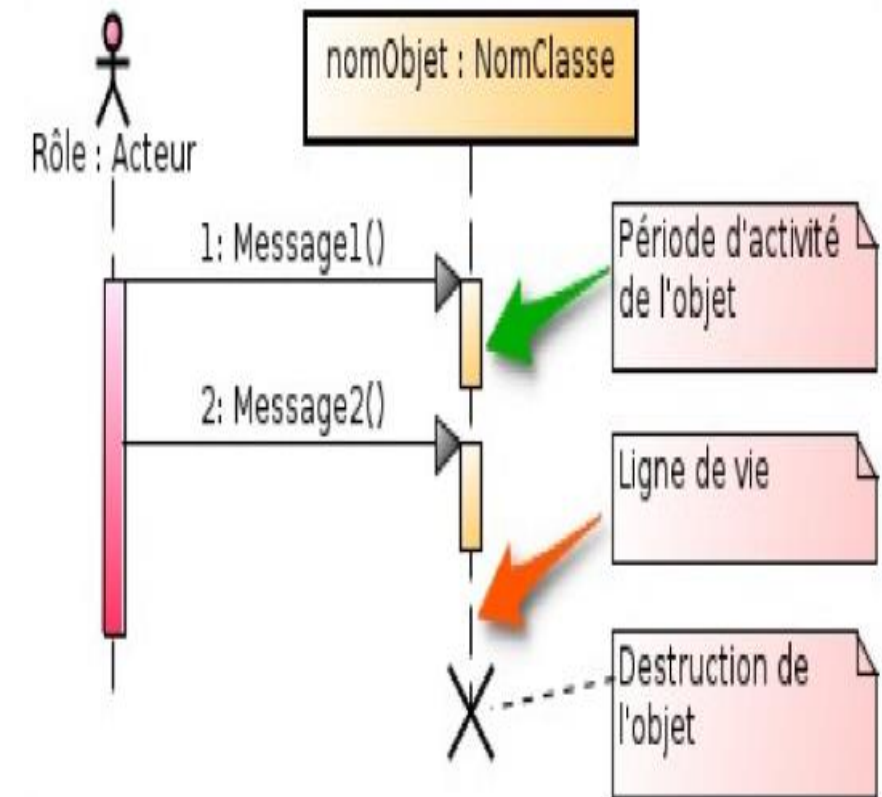 nomObjet : NomClasse
Rôle : Acteur
1: Message1()
Période d'activité
de l'objet
2: Message2()
Ligne de vie
Destruction de
l'objet